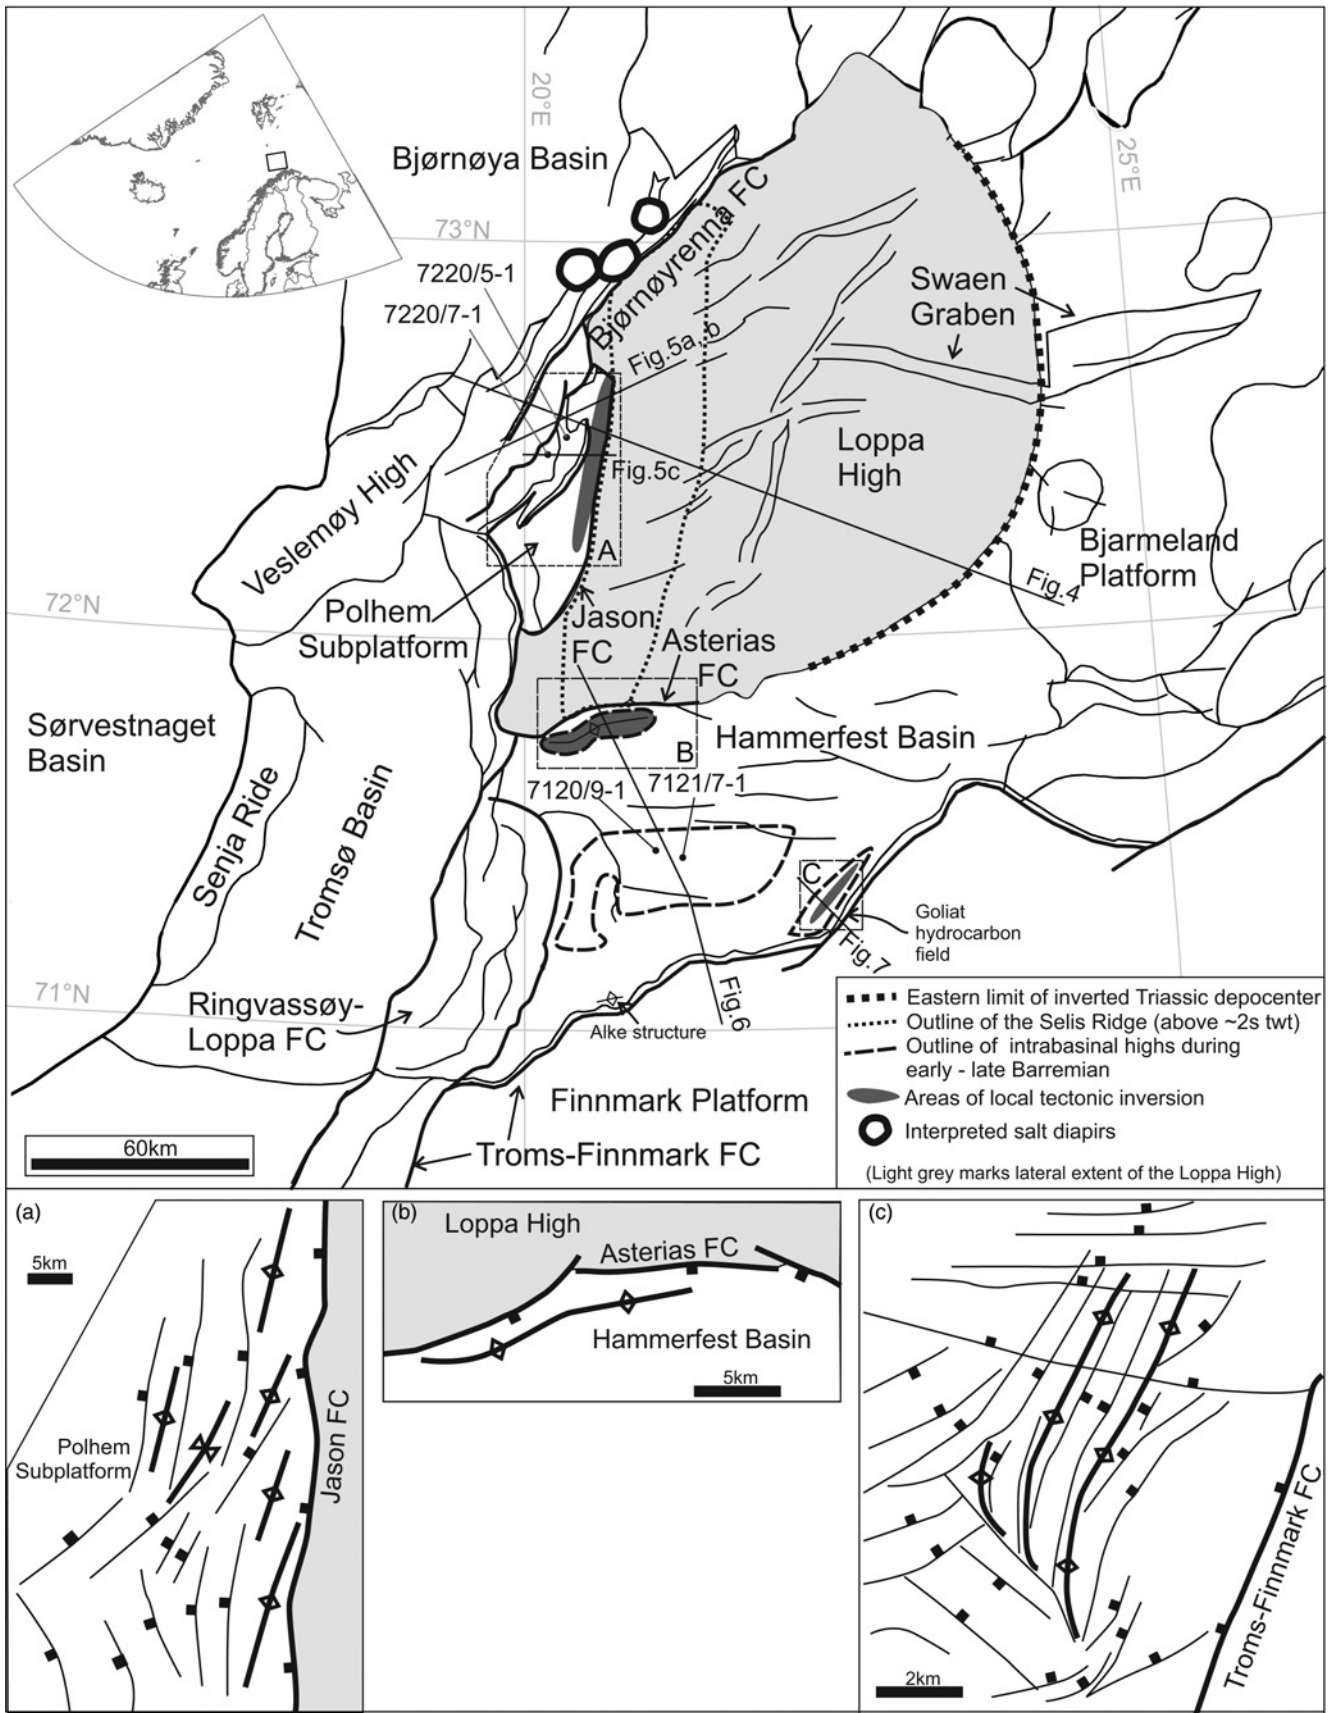 20°E
25°E
Bjørnøya Basin
73°N
7220/5-1
7220/7-1
Bjørnøyrenna FC
Fig.5a, b
Swaen
Graben
Loppa
High
Fig.5c
Veslemøy High
A
Bjarmeland
Platform
Fig.4
72°N
Polhem
Subplatform
Jason
FC
Asterias
FC
Sørvestnaget
Basin
B
Hammerfest Basin
7120/9-1
7121/7-1
Senja Ride
Tromsø Basin
C
Goliat
hydrocarbon
field
Fig.7
71°N
Ringvassøy-
Loppa FC
Fig.6
Alke structure
Finnmark Platform
Troms-Finnmark FC
60km
Eastern limit of inverted Triassic depocenter
Outline of the Selis Ridge (above ~2s twt)
Outline of intrabasinal highs during
early - late Barremian
Areas of local tectonic inversion
Interpreted salt diapirs
(Light grey marks lateral extent of the Loppa High)
(a)
5km
Polhem
Subplatform
Jason FC
(b)
Loppa High
Asterias FC
Hammerfest Basin
5km
(c)
Troms-Finnmark FC
2km